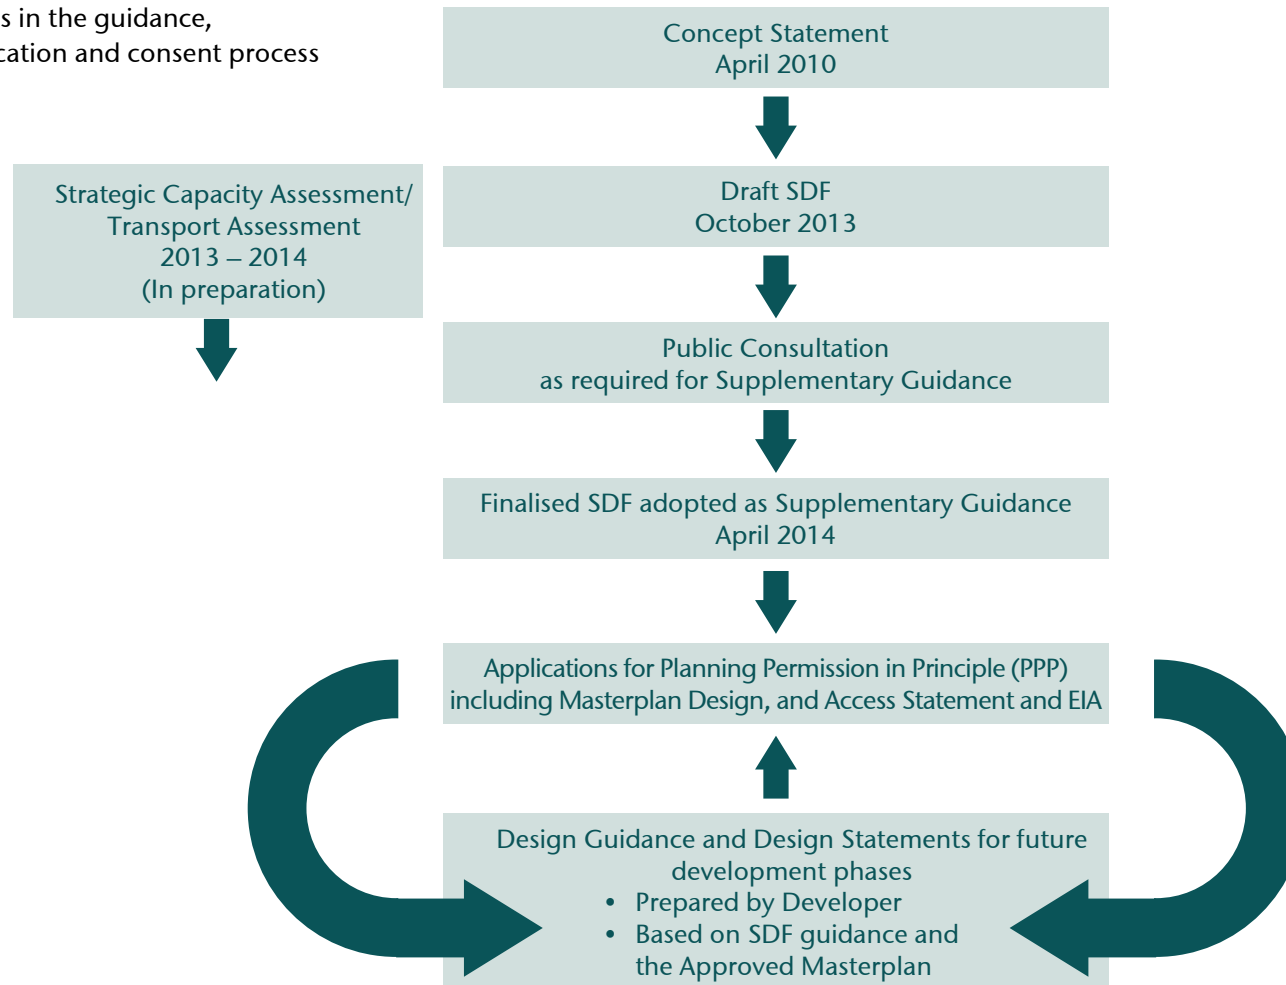 s in the guidance,
cation and consent process
Concept Statement
April 2010
Strategic Capacity Assessment/
Transport Assessment
2013 – 2014
(In preparation)
Draft SDF
October 2013
Public Consultation
as required for Supplementary Guidance
Finalised SDF adopted as Supplementary Guidance
April 2014
Applications for Planning Permission in Principle (PPP)
including Masterplan Design, and Access Statement and EIA
Design Guidance and Design Statements for future
development phases
• Prepared by Developer
• Based on SDF guidance and
the Approved Masterplan